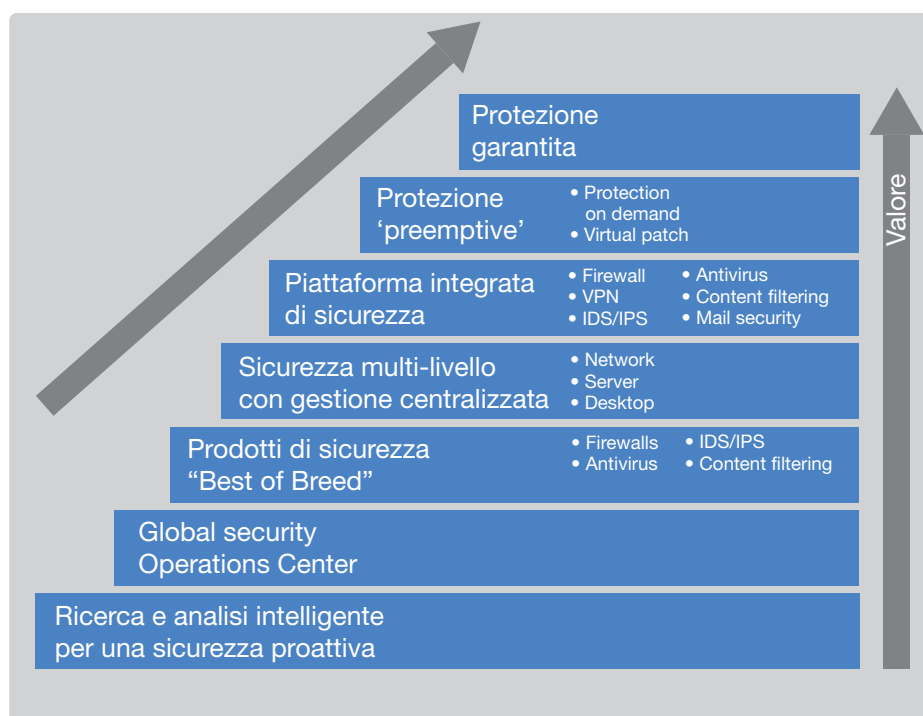 Protezione
garantita
Protezione
‘preemptive’
• Protection
on demand
• Virtual patch
Piattaforma integrata
di sicurezza
• Firewall
• VPN
• IDS/IPS
• Antivirus
• Content filtering
• Mail security
Sicurezza multi-livello
con gestione centralizzata
• Network
• Server
• Desktop
Prodotti di sicurezza
“Best of Breed”
• Firewalls
• Antivirus
• IDS/IPS
• Content filtering
Global security
Operations Center
Ricerca e analisi intelligente
per una sicurezza proattiva
Valore